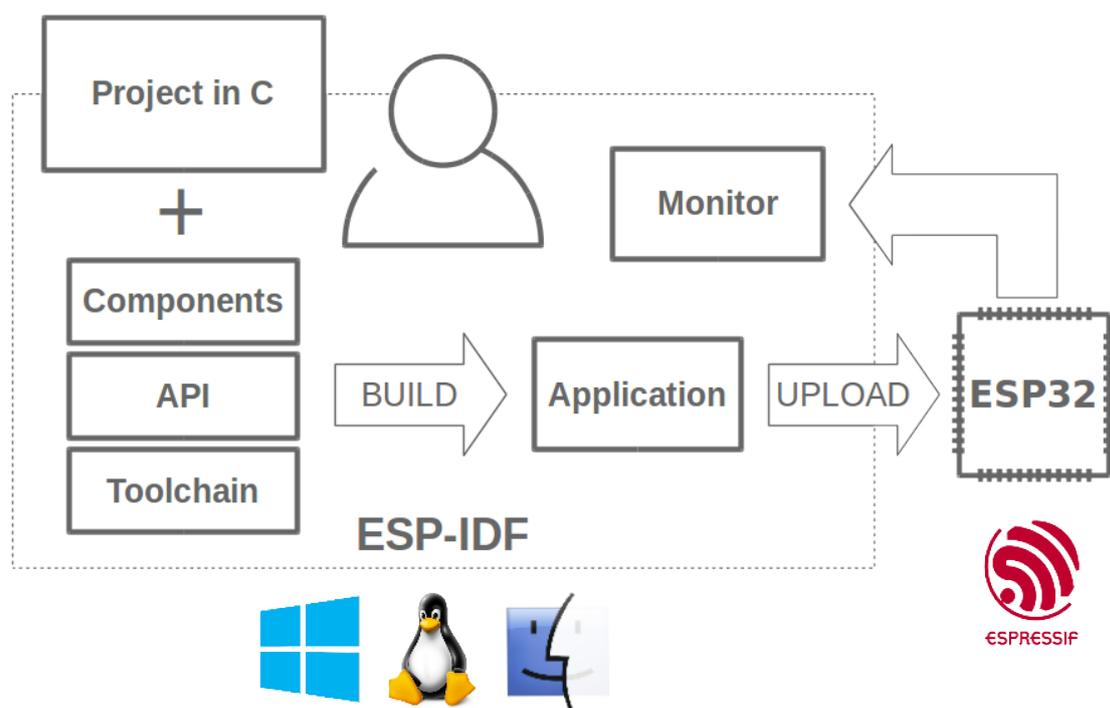 Project in C
+
Components
API
Toolchain
BUILD
Application
UPLOAD
Monitor
ESP32
ESP-IDF
ESPRESSIF